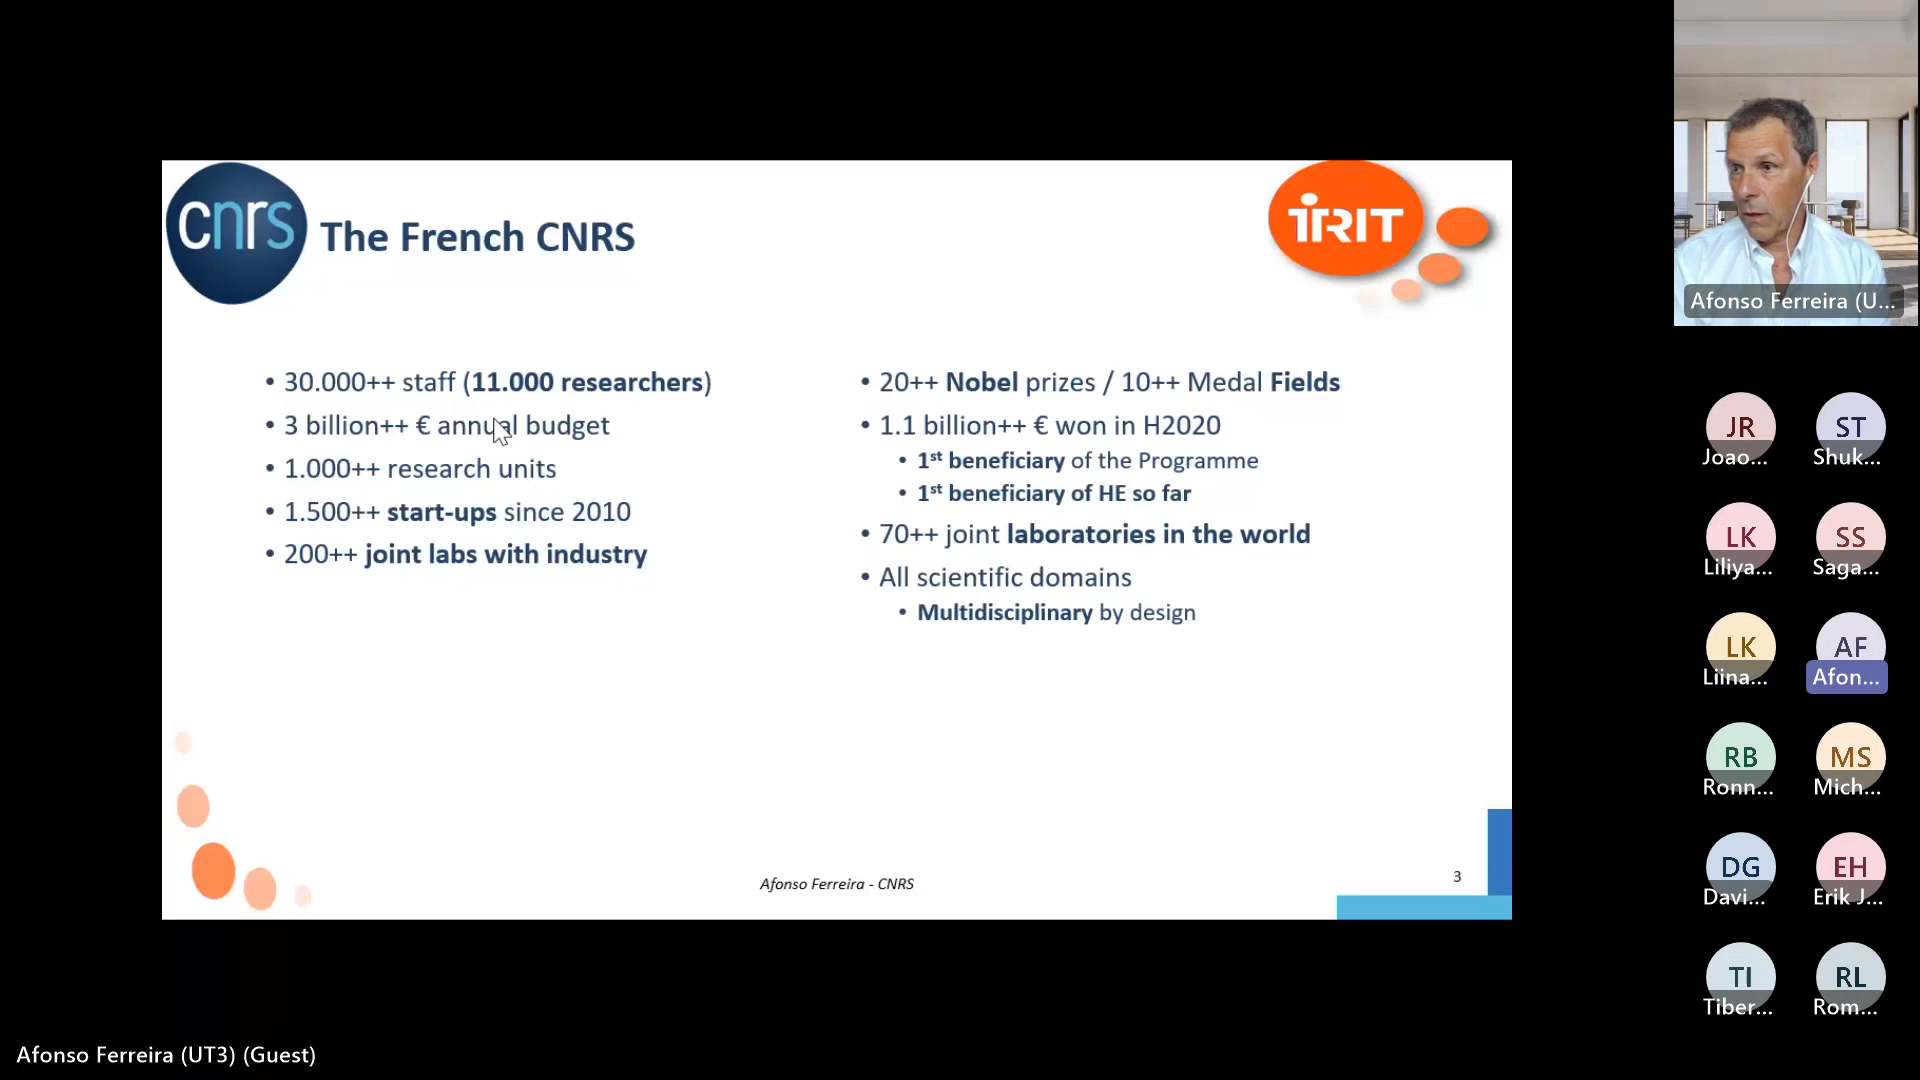 cnrs
The French CNRS
iRIT
• 30.000++ staff (11.000 researchers)
• 3 billion++ € annual budget
• 1.000++ research units
• 1.500++ start-ups since 2010
• 200++ joint labs with industry
• 20++ Nobel prizes / 10++ Medal Fields
• 1.1 billion++ € won in H2020
• 1st beneficiary of the Programme
• 1st beneficiary of HE so far
• 70++ joint laboratories in the world
• All scientific domains
• Multidisciplinary by design
Afonso Ferreira - CNRS
3
Afonso Ferreira (U...
JR
Joao...
ST
Shuk...
LK
Liliya...
SS
Saga...
LK
Liina...
AF
Afon...
RB
Ronn...
MS
Mich...
DG
Davi...
EH
Erik J...
TI
Tiber...
RL
Rom...
Afonso Ferreira (UT3) (Guest)